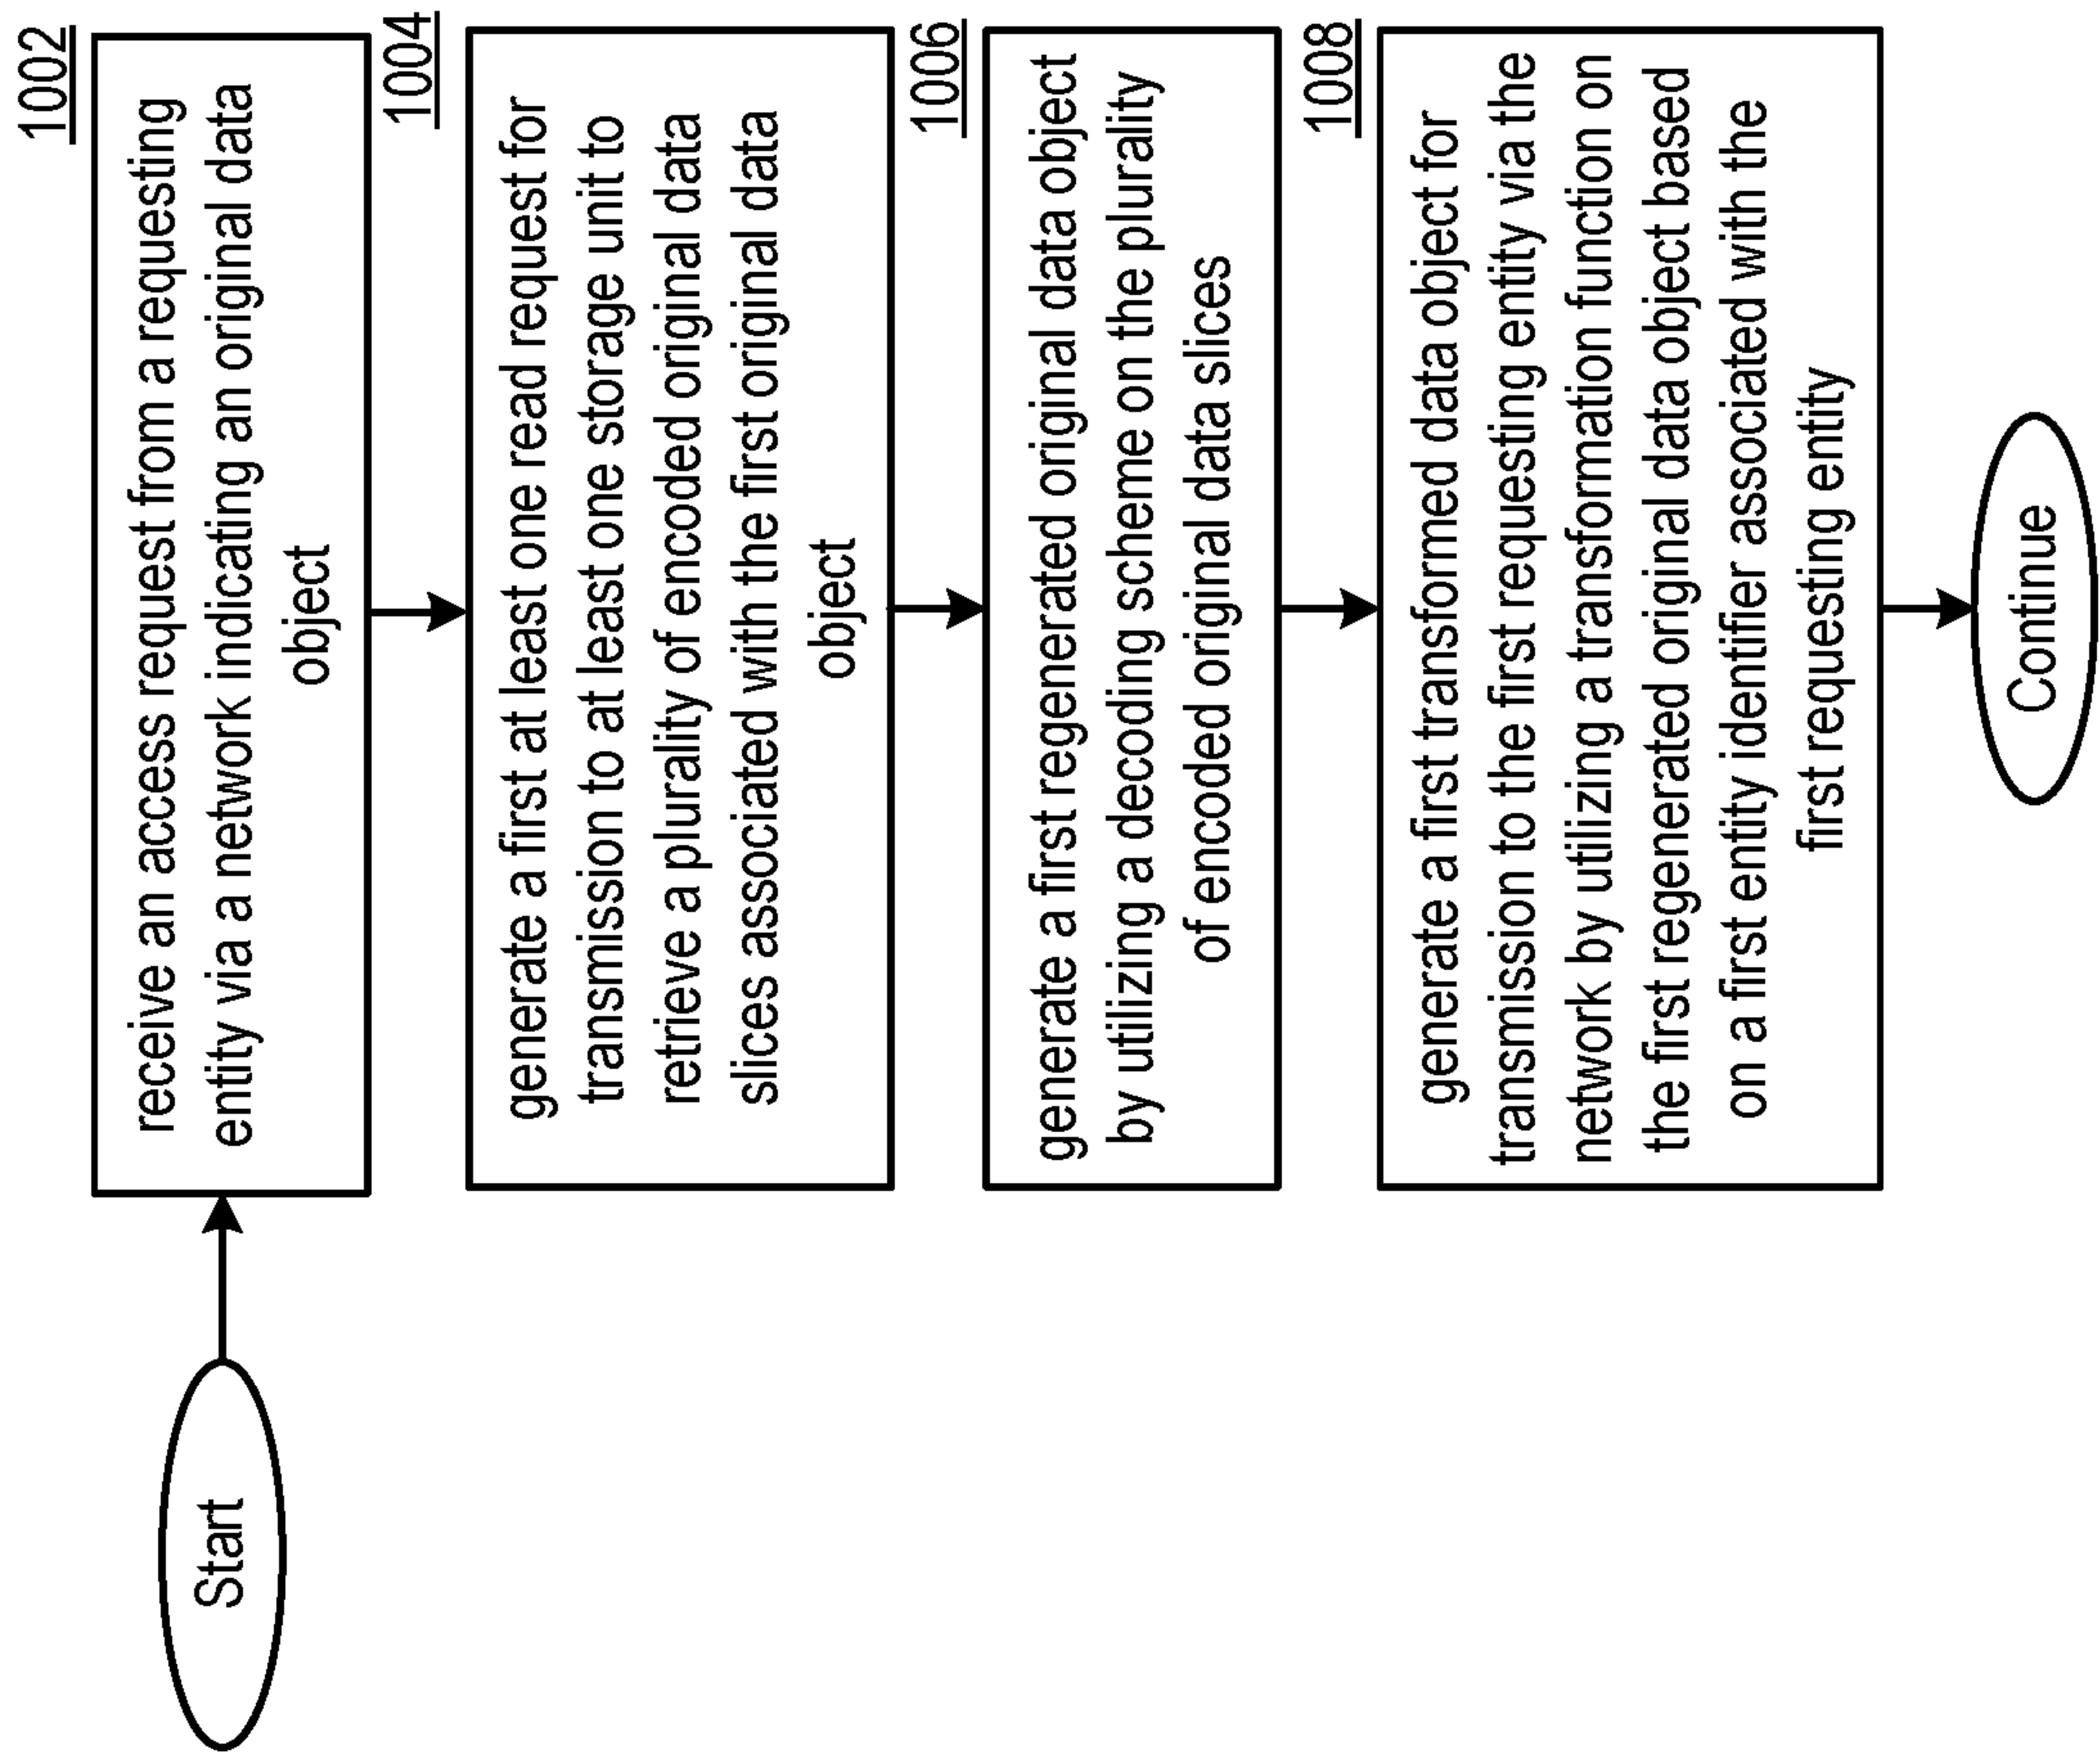 Start
1002
receive an access request from a requesting
entity via a network indicating an original data
object
1004
generate a first at least one read request for
transmission to at least one storage unit to
retrieve a plurality of encoded original data
slices associated with the first original data
object
1006
generate a first regenerated original data object
by utilizing a decoding scheme on the plurality
of encoded original data slices
1008
generate a first transformed data object for
transmission to the first requesting entity via the
network by utilizing a transformation function on
the first regenerated original data object based
on a first entity identifier associated with the
first requesting entity
Continue